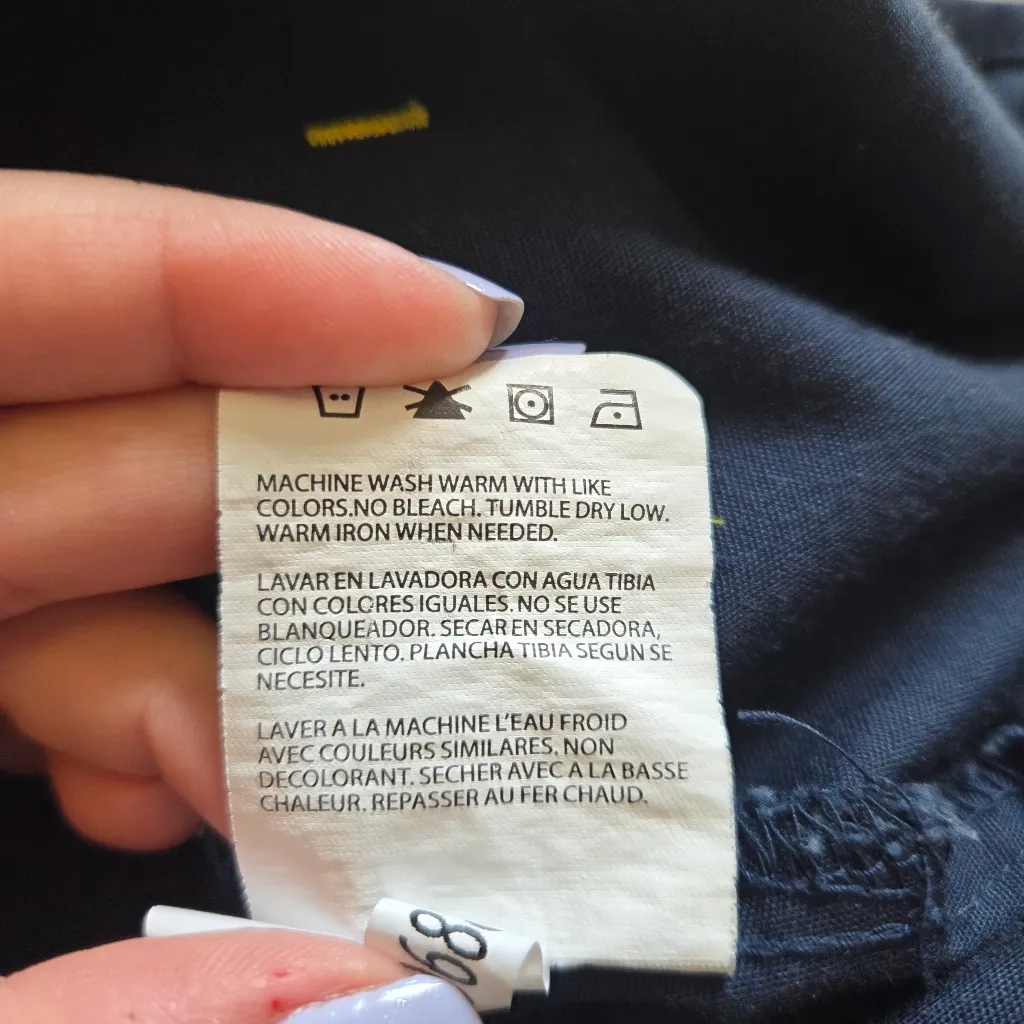 MACHINE WASH WARM WITH LIKE
COLORS.NO BLEACH. TUMBLE DRY LOW.
WARM IRON WHEN NEEDED.
LAVAR EN LAVADORA CON AGUA TIBIA
CON COLORES IGUALES. NO SE USE
BLANQUEADOR. SECAR EN SECADORA,
CICLO LENTO. PLANCHA TIBIA SEGUN SE
NECESITE.
LAVER A LA MACHINE L'EAU FROID
AVEC COULEURS SIMILARES. NON
DECOLORANT. SECHER AVEC A LA BASSE
CHALEUR. REPASSER AU FER CHAUD.